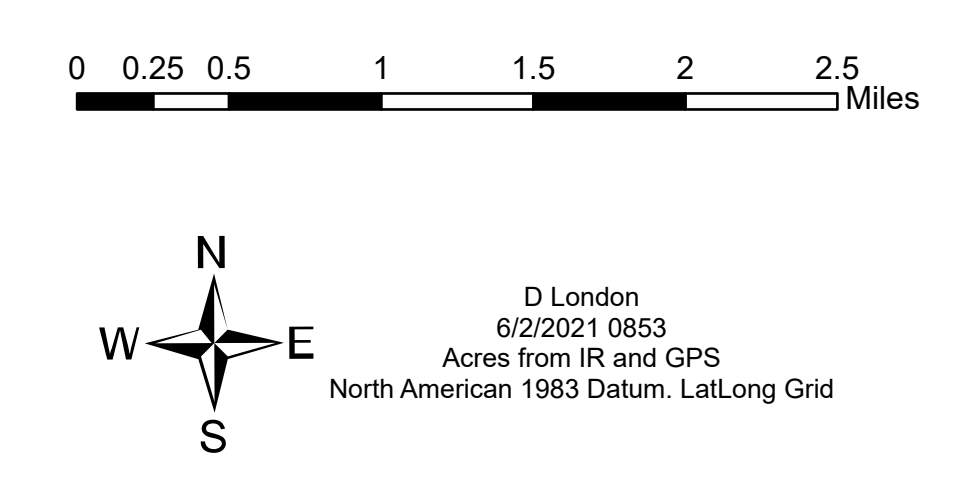 0 0.25 0.5 1 1.5 2 2.5
Miles
N
W E
S
D London
6/2/2021 0853
Acres from IR and GPS
North American 1983 Datum. LatLong Grid